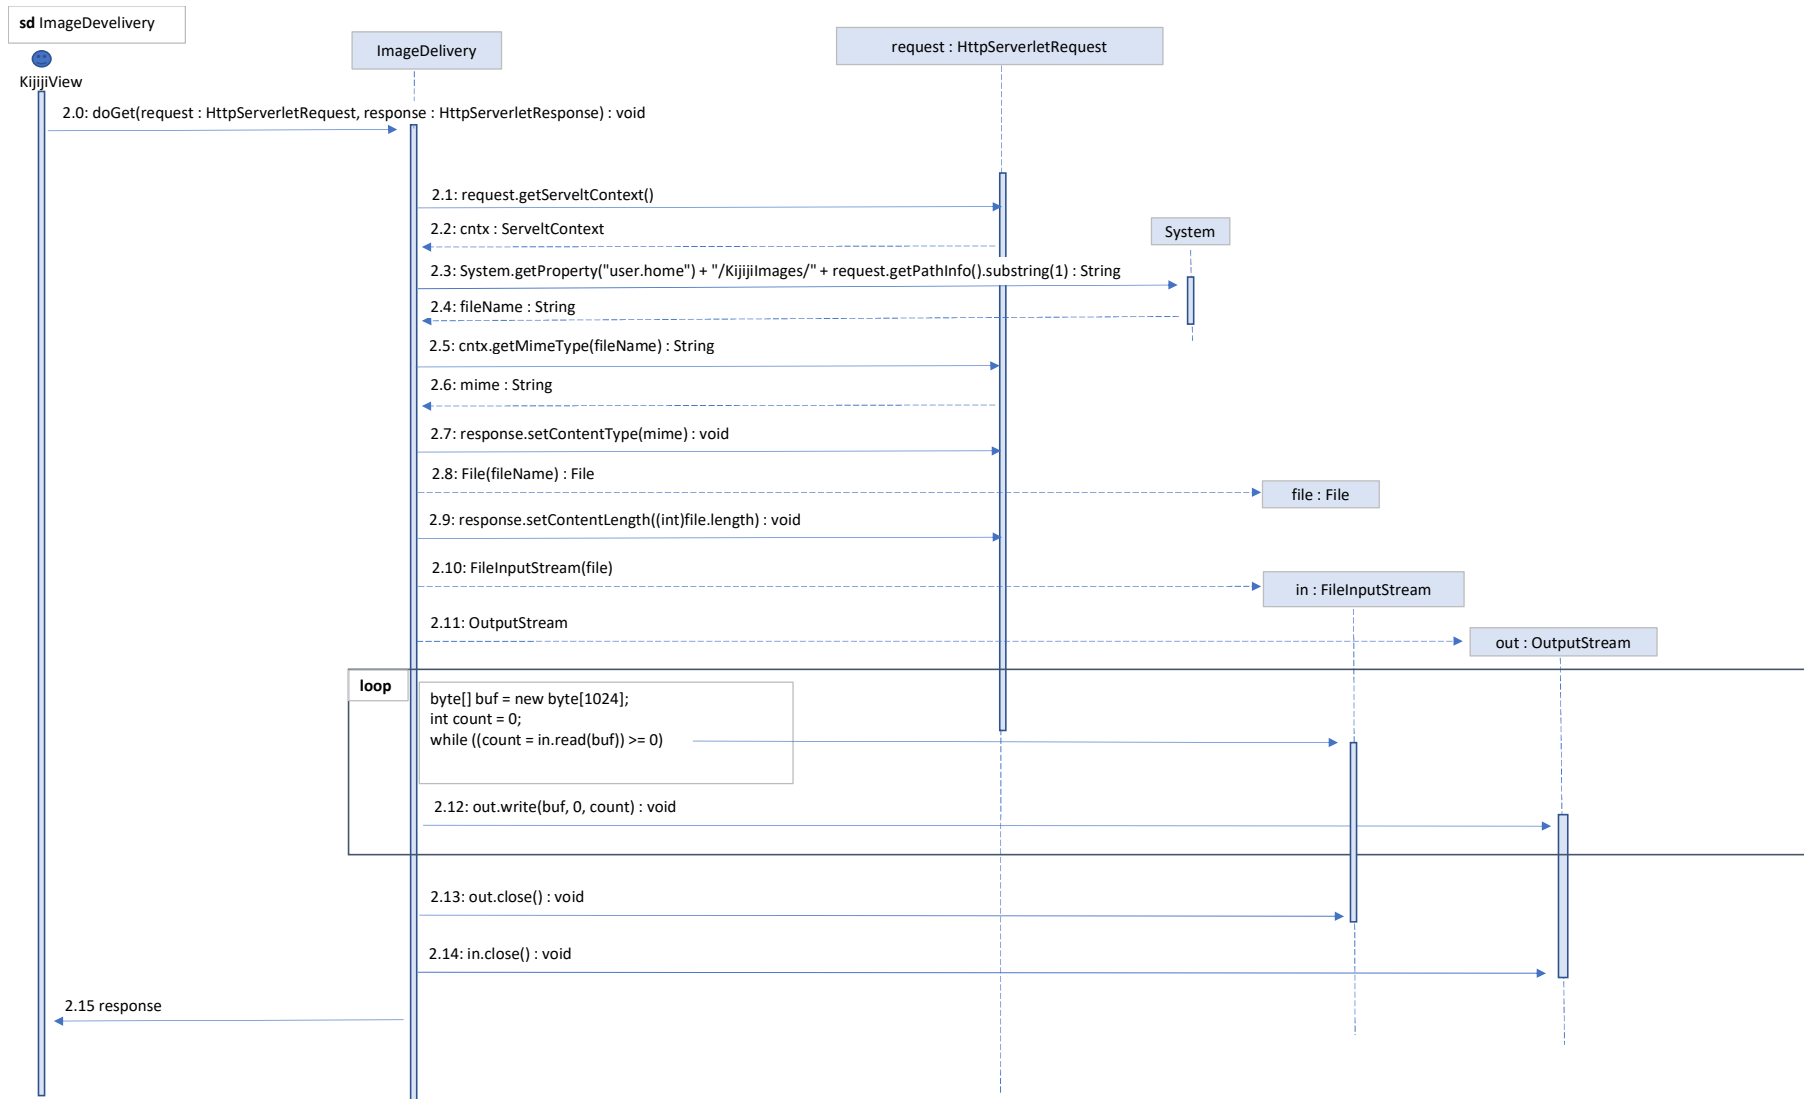 sd ImageDevelivery
KijijiView
ImageDelivery
request : HttpServerletRequest
2.0: doGet(request : HttpServerletRequest, response : HttpServerletResponse) : void
2.1: request.getServeltContext()
2.2: cntx : ServeltContext
System
2.3: System.getProperty("user.home") + "/KijijiImages/" + request.getPathInfo().substring(1) : String
2.4: fileName : String
2.5: cntx.getMimeType(fileName) : String
2.6: mime : String
2.7: response.setContentType(mime) : void
2.8: File(fileName) : File
file : File
2.9: response.setContentLength((int)file.length) : void
2.10: FileInputStream(file)
in : FileInputStream
2.11: OutputStream
out : OutputStream
loop
byte[] buf = new byte[1024];
int count = 0;
while ((count = in.read(buf)) >= 0)
2.12: out.write(buf, 0, count) : void
2.13: out.close() : void
2.14: in.close() : void
2.15 response